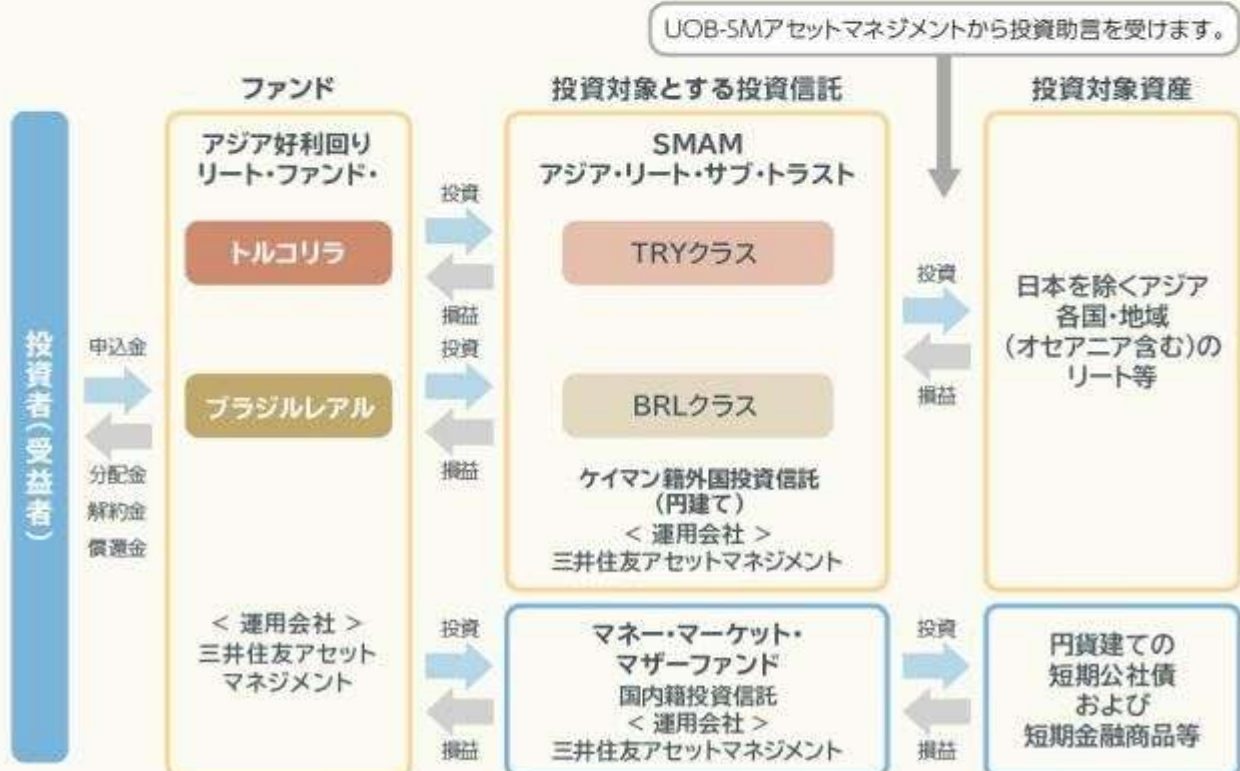 UOB-SMアセットマネジメントから投資助言を受けます。
ファンド
投資対象とする投資信託
投資対象資産
投資者(受益者)
申込金
分配金
解約金
償還金
アジア好利回り
リート・ファンド・
トルコリラ
ブラジルレアル
< 運用会社 >
三井住友アセット
マネジメント
投資
損益
投資
損益
SMAM
アジア・リート・サブ・トラスト
TRYクラス
BRLクラス
ケイマン籍外国投資信託
(円建て)
< 運用会社 >
三井住友アセットマネジメント
投資
損益
日本を除くアジア
各国・地域
(オセアニア含む)の
リート等
投資
損益
マネー・マーケット・
マザーファンド
国内籍投資信託
< 運用会社 >
三井住友アセットマネジメント
投資
損益
円貨建ての
短期公社債
および
短期金融商品等